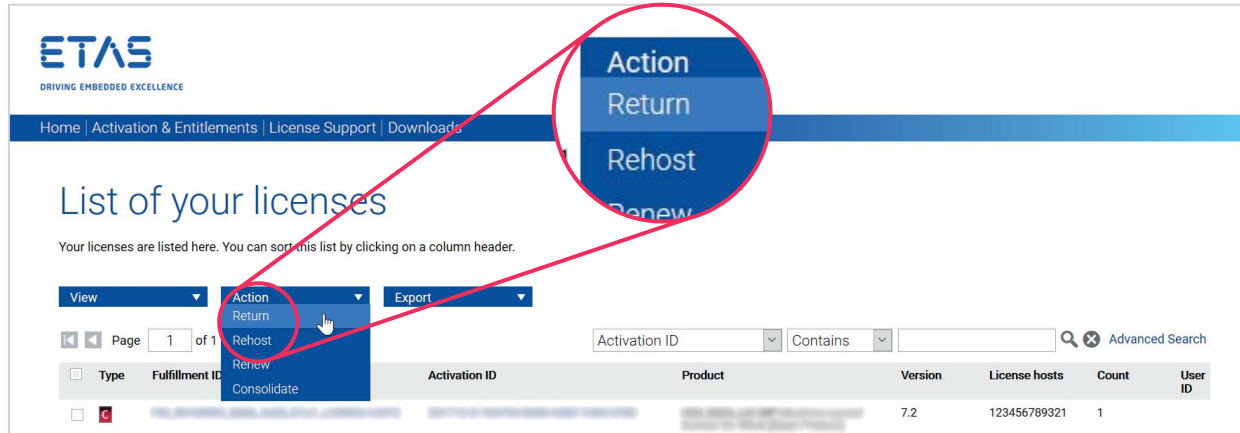 ETAS
DRIVING EMBEDDED EXCELLENCE
Home | Activation & Entitlements | License Support | Downloads
Action
Return
Rehost
Renew
List of your licenses
Your licenses are listed here. You can sort this list by clicking on a column header.
View Action Export
Return
Rehost
Renew
Consolidate
Page 1 of 1 Activation ID Contains Advanced Search
Type Fulfillment ID Activation ID Product Version License hosts Count User ID
C 7.2 123456789321 1